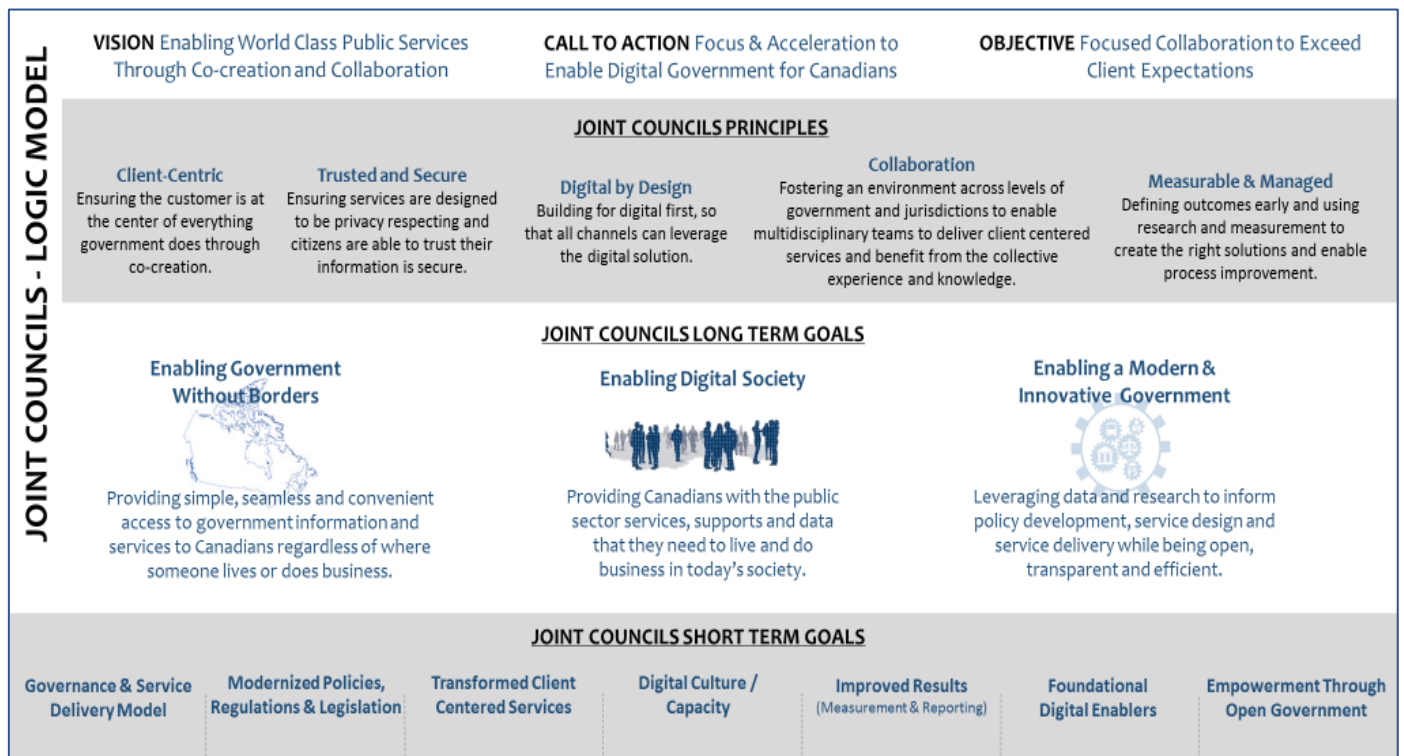 JOINT COUNCILS - LOGIC MODEL
VISION Enabling World Class Public Services
Through Co-creation and Collaboration
CALL TO ACTION Focus & Acceleration to
Enable Digital Government for Canadians
OBJECTIVE Focused Collaboration to Exceed
Client Expectations
JOINT COUNCILS PRINCIPLES
Client-Centric
Ensuring the customer is at
the center of everything
government does through
co-creation.
Trusted and Secure
Ensuring services are designed
to be privacy respecting and
citizens are able to trust their
information is secure.
Digital by Design
Building for digital first, so
that all channels can leverage
the digital solution.
Collaboration
Fostering an environment across levels of
government and jurisdictions to enable
multidisciplinary teams to deliver client centered
services and benefit from the collective
experience and knowledge.
Measurable & Managed
Defining outcomes early and using
research and measurement to
create the right solutions and enable
process improvement.
JOINT COUNCILS LONG TERM GOALS
Enabling Government
Without Borders
Providing simple, seamless and convenient
access to government information and
services to Canadians regardless of where
someone lives or does business.
Enabling Digital Society
Providing Canadians with the public
sector services, supports and data
that they need to live and do
business in today's society.
Enabling a Modern &
Innovative Government
Leveraging data and research to inform
policy development, service design and
service delivery while being open,
transparent and efficient.
JOINT COUNCILS SHORT TERM GOALS
Governance & Service
Delivery Model
Modernized Policies,
Regulations & Legislation
Transformed Client
Centered Services
Digital Culture /
Capacity
Improved Results
(Measurement & Reporting)
Foundational
Digital Enablers
Empowerment Through
Open Government